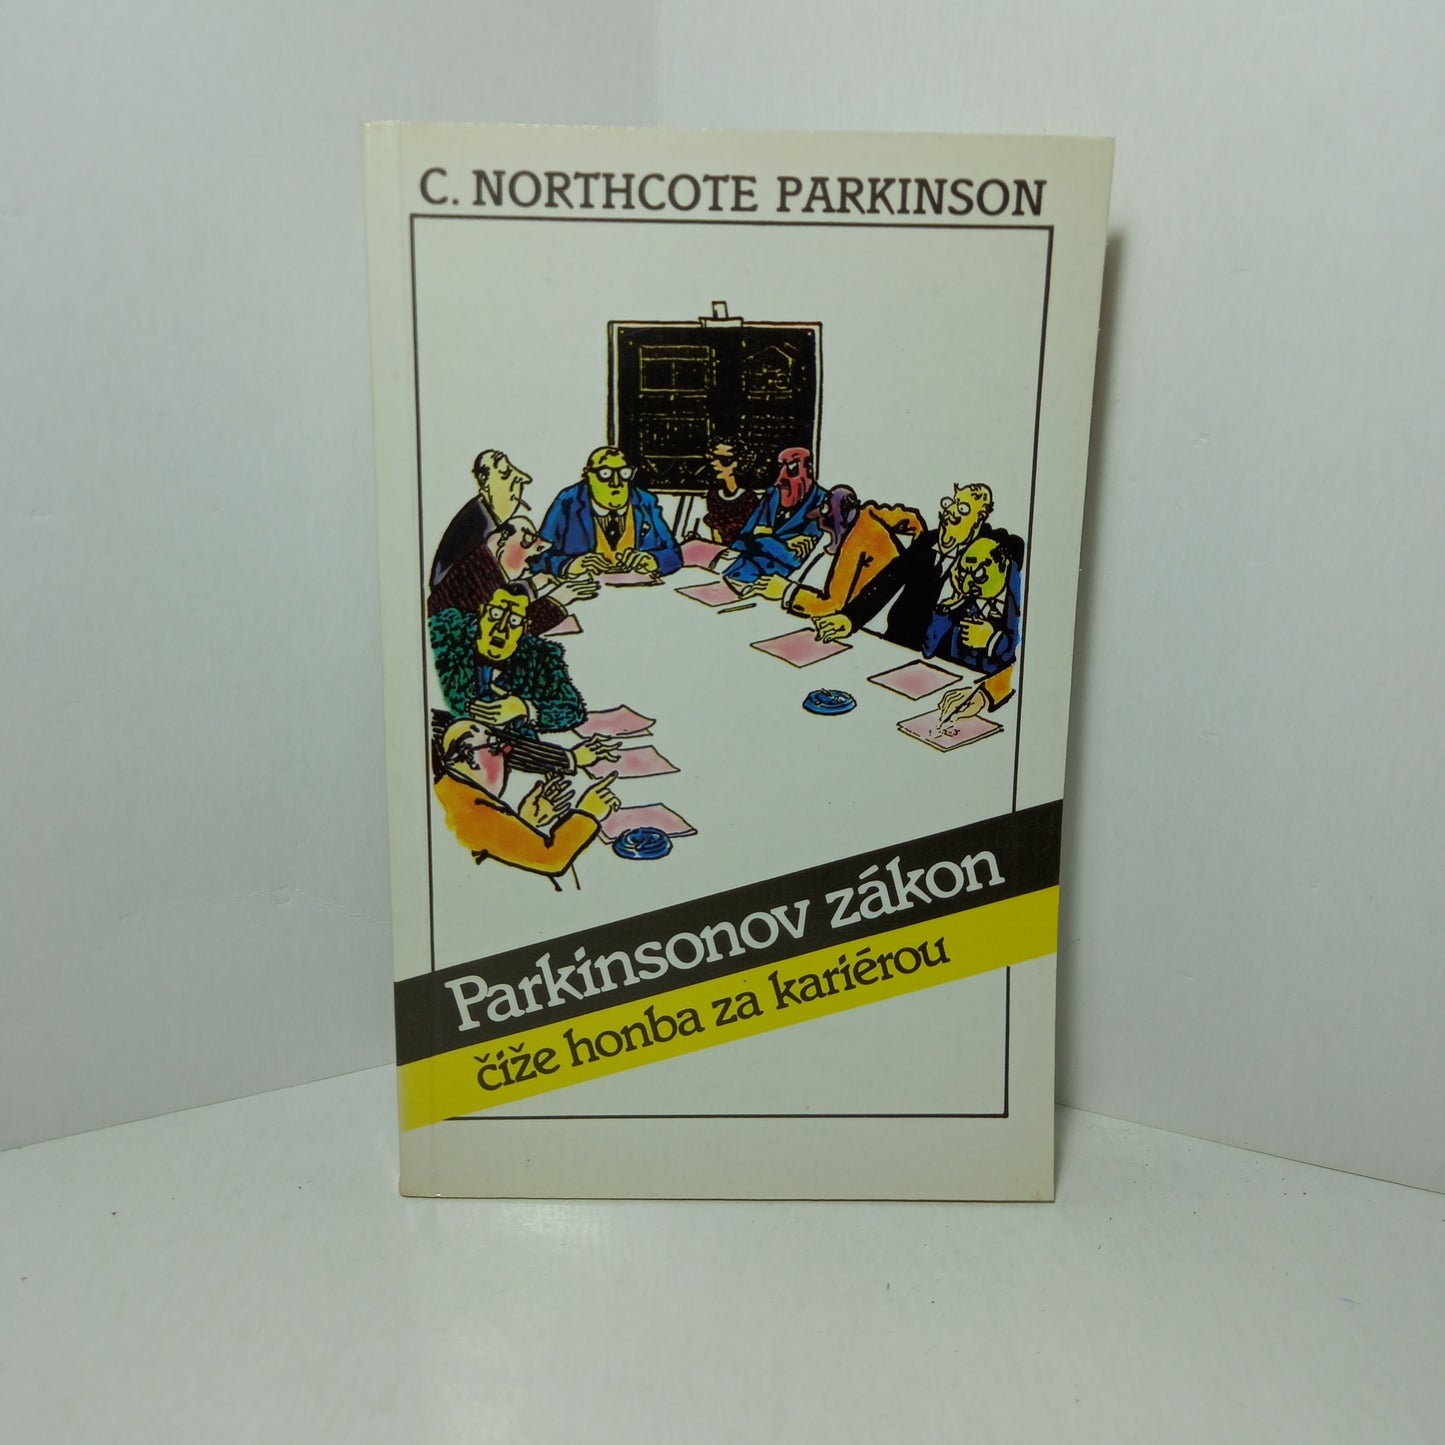 C. NORTHCOTE PARKINSON
Parkinsonov zákon
čiže honba za kariérou